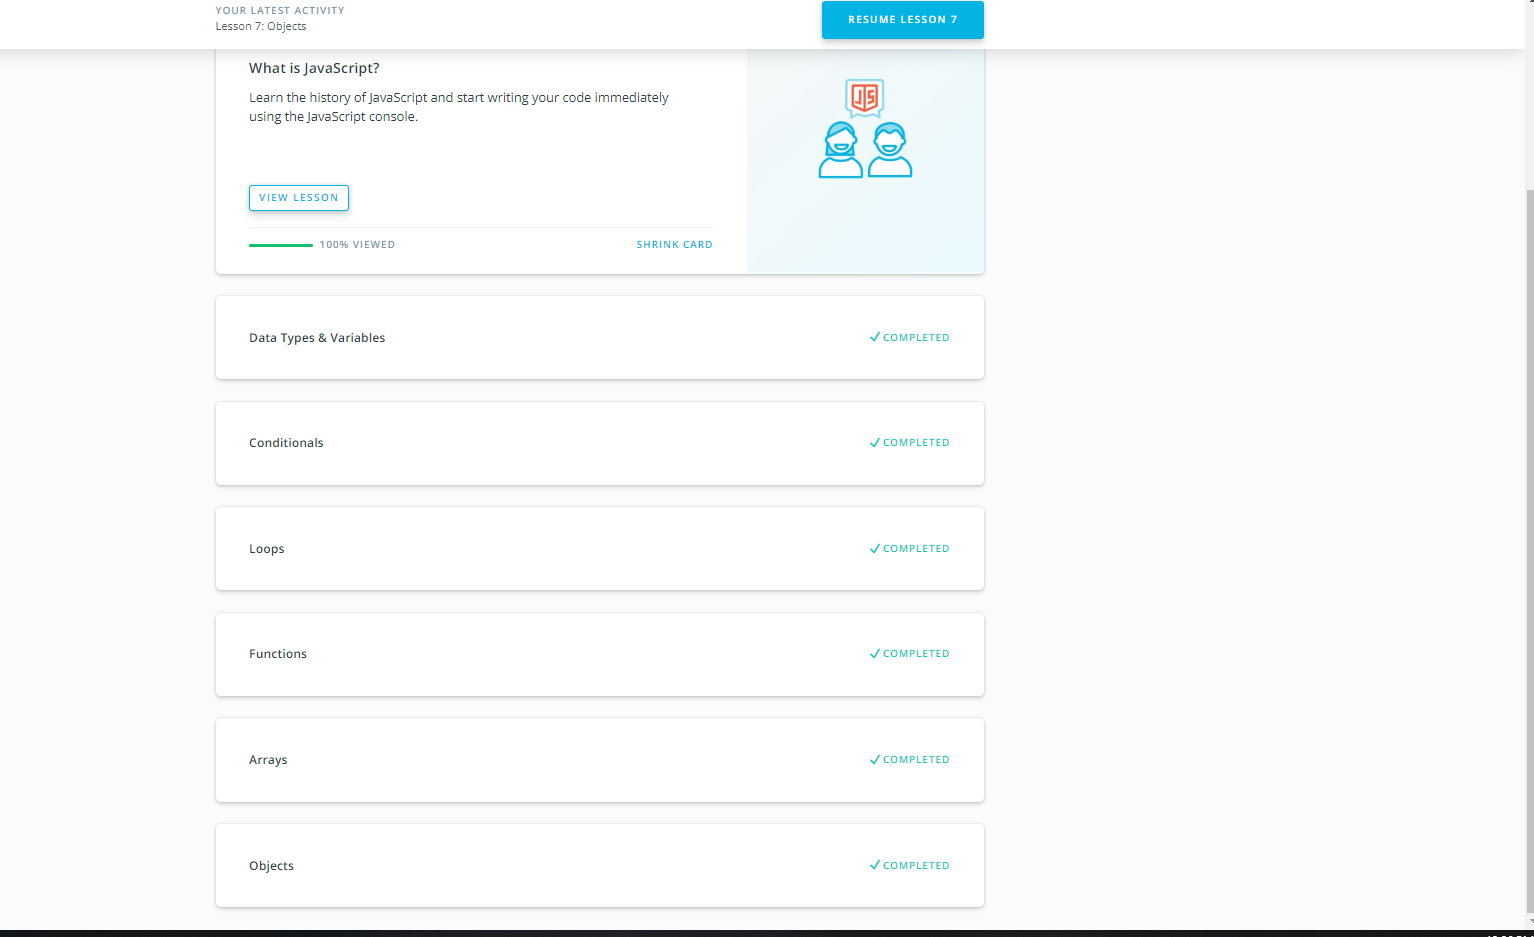 YOUR LATEST ACTIVITY
Lesson 7: Objects
RESUME LESSON 7
What is JavaScript?
Learn the history of JavaScript and start writing your code immediately
using the JavaScript console.
JS
VIEW LESSON
100% VIEWED
SHRINK CARD
Data Types & Variables
COMPLETED
Conditionals
COMPLETED
Loops
COMPLETED
Functions
COMPLETED
Arrays
COMPLETED
Objects
COMPLETED